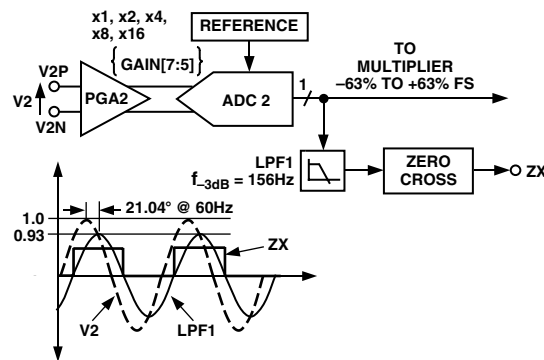 x1, x2, x4,
x8, x16
REFERENCE
{GAIN[7:5]}
V2P
V2
V2N
PGA2
ADC 2
1
TO
MULTIPLIER
–63% TO +63% FS
LPF1
f–3dB = 156Hz
ZERO
CROSS
ZX
21.04° @ 60Hz
1.0
0.93
ZX
V2
LPF1